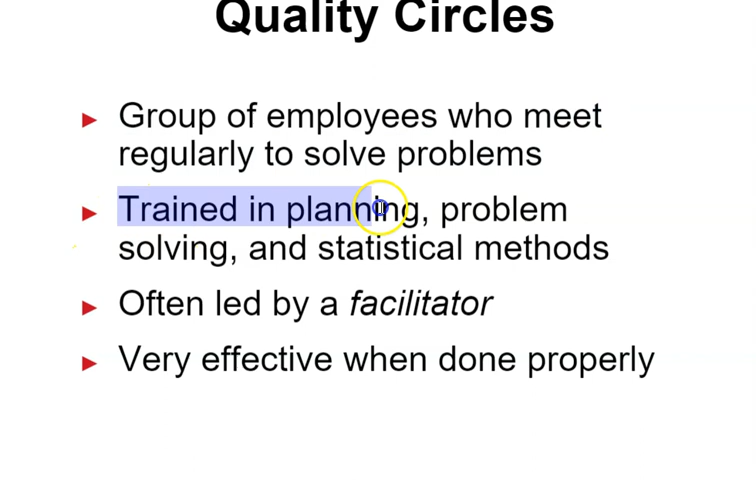 Quality Circles
► Group of employees who meet
regularly to solve problems
► Trained in planning, problem
solving, and statistical methods
► Often led by a facilitator
► Very effective when done properly